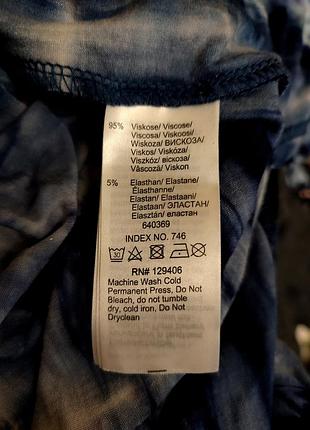 95% Viskose/ Viscose/
Viscosa/ Viskoosi/
Wiskoza/ ВИСКОЗА/
Viskos/ Viskóza/
Viszkóz/ віскоза/
Vâscoză/ Viskon
5% Elasthan/ Elastane/
Élasthanne/
Elastan/ Elastaani/
Elastaan/ ЭЛАСТАН/
Elasztán/ еластан
640369
INDEX NO. 746
30
RN# 129406
Machine Wash Cold
Permanent Press, Do Not
Bleach, do not tumble
dry, cold iron, Do Not
Dryclean